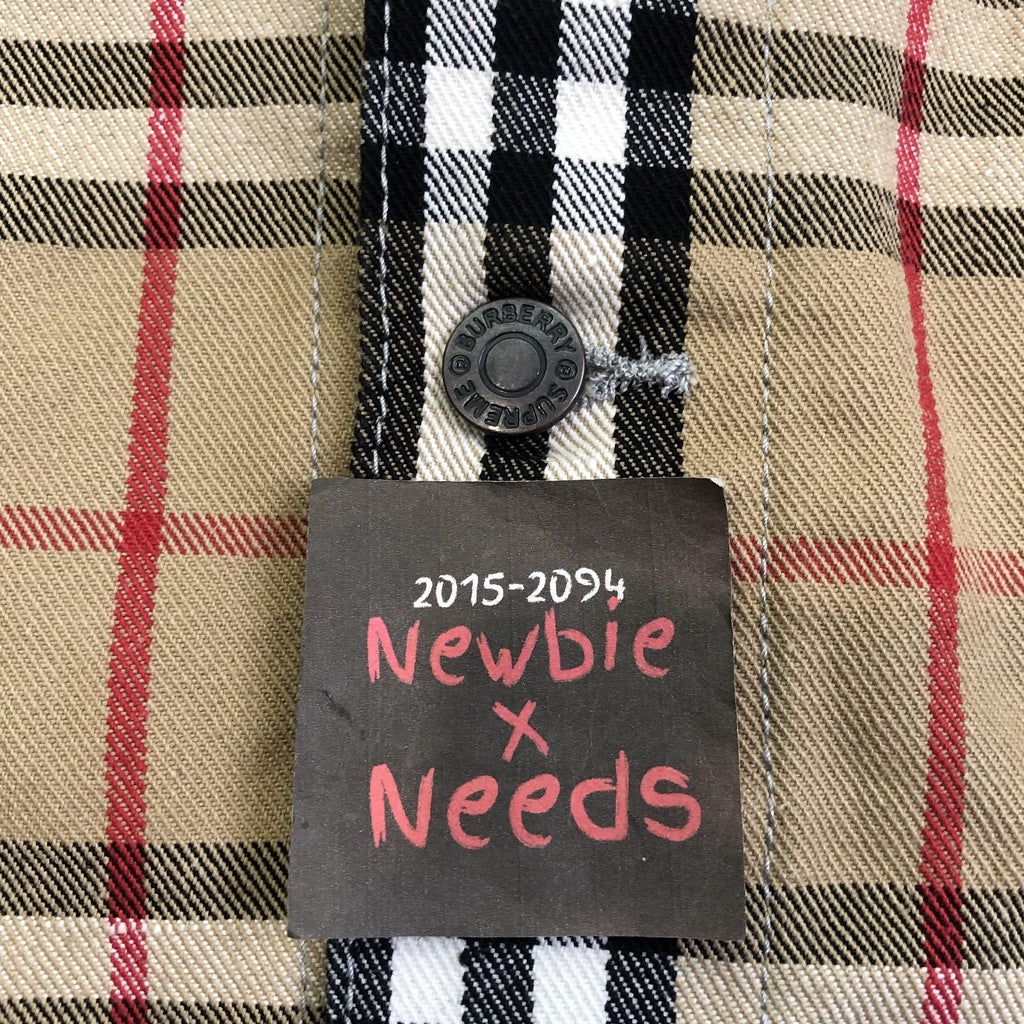 BURBERRY
SUPREME
2015-2094
Newbie
x
Needs